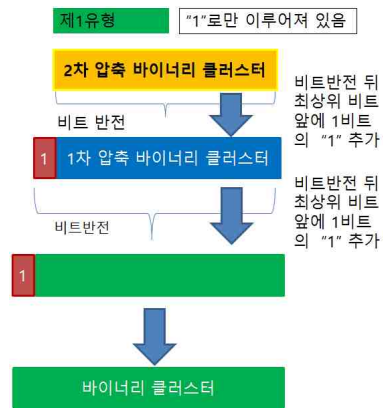 제1유형
"1"로만 이루어져 있음
2차 압축 바이너리 클러스터
비트반전 뒤
최상위 비트
앞에 1비트
의 "1" 추가
비트 반전
1
1차 압축 바이너리 클러스터
비트반전 뒤
최상위 비트
앞에 1비트
의 "1" 추가
비트반전
1
바이너리 클러스터